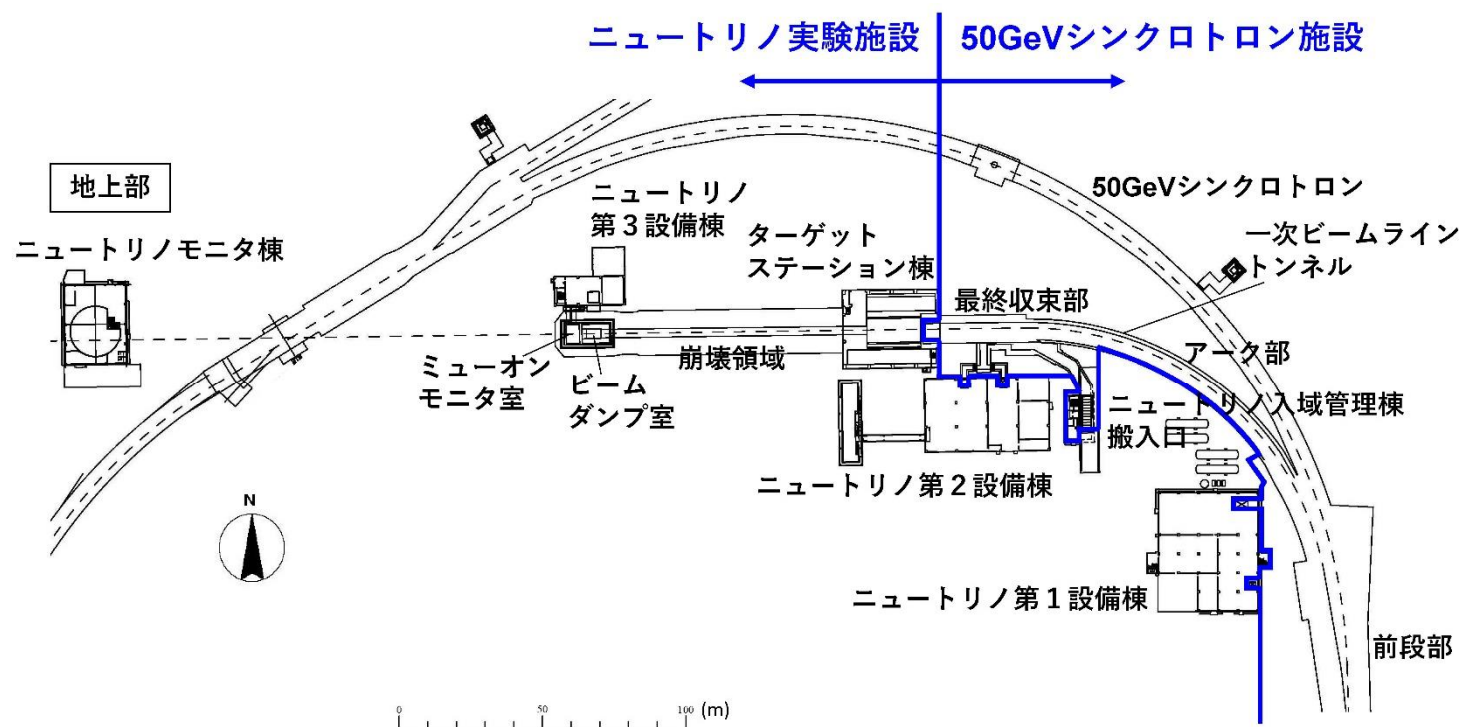 ニュートリノ実験施設
50GeVシンクロトロン施設
地上部
50GeVシンクロトロン
ニュートリノ
第3設備棟
ターゲット
ステーション棟
一次ビームライン
トンネル
ニュートリノモニタ棟
最終収束部
アーク部
崩壊領域
ミューオン
モニタ室
ビーム
ダンプ室
ニュートリノ入域管理棟
搬入口
ニュートリノ第2設備棟
N
ニュートリノ第1設備棟
前段部
0 50 100 (m)